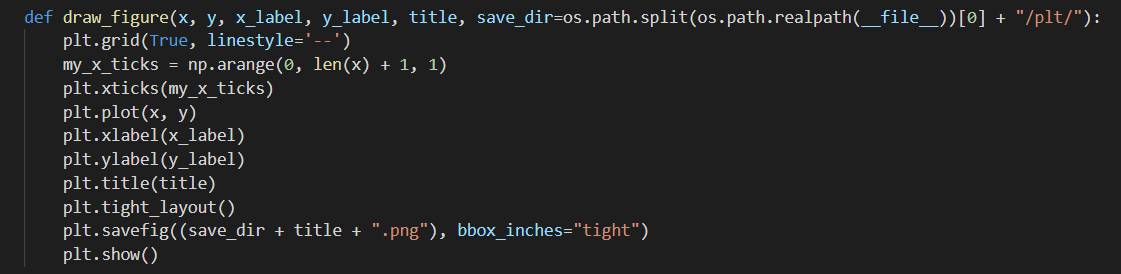 def draw_figure(x, y, x_label, y_label, title, save_dir=os.path.split(os.path.realpath(__file__))[0] + "/plt/"):
    plt.grid(True, linestyle='--')
    my_x_ticks = np.arange(0, len(x) + 1, 1)
    plt.xticks(my_x_ticks)
    plt.plot(x, y)
    plt.xlabel(x_label)
    plt.ylabel(y_label)
    plt.title(title)
    plt.tight_layout()
    plt.savefig((save_dir + title + ".png"), bbox_inches="tight")
    plt.show()